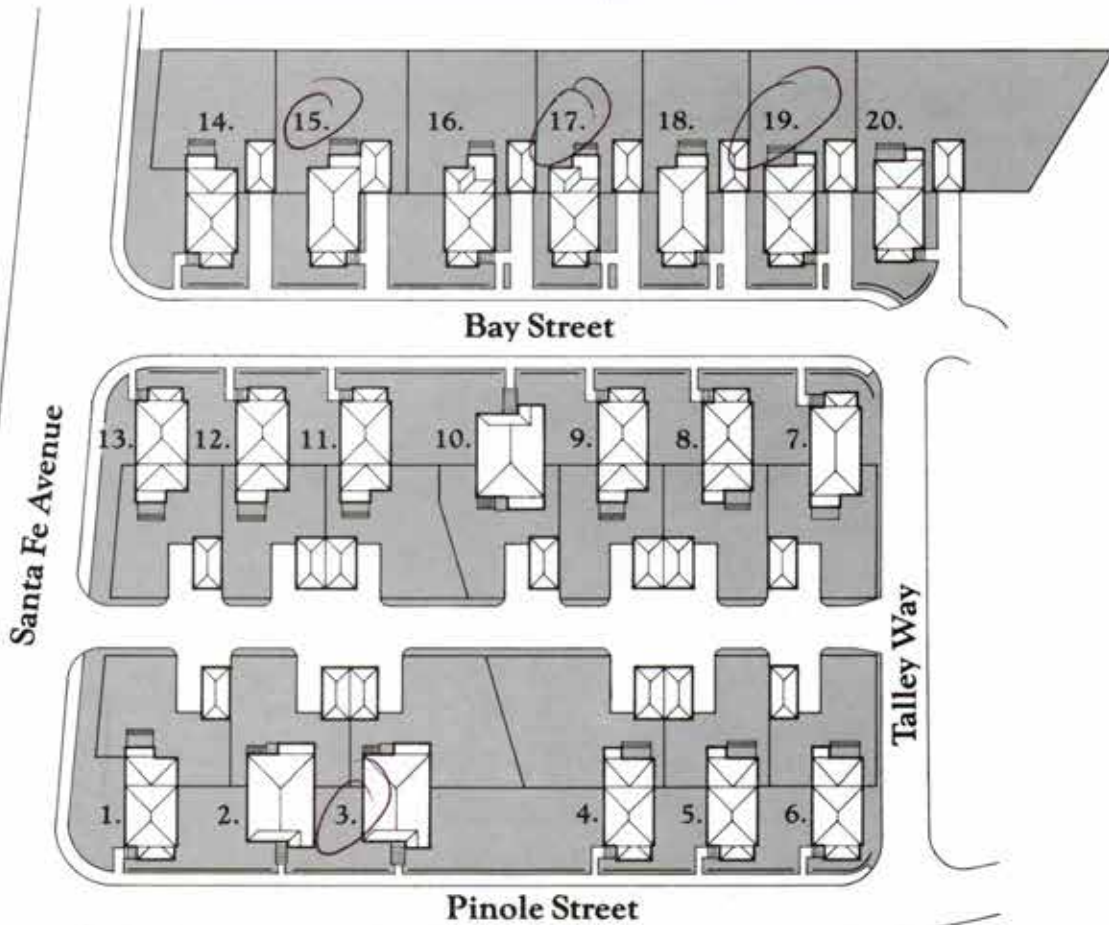 14. 15. 16. 17. 18. 19. 20.
Bay Street
13. 12. 11. 10. 9. 8. 7.
Santa Fe Avenue
Talley Way
1. 2. 3. 4. 5. 6.
Pinole Street